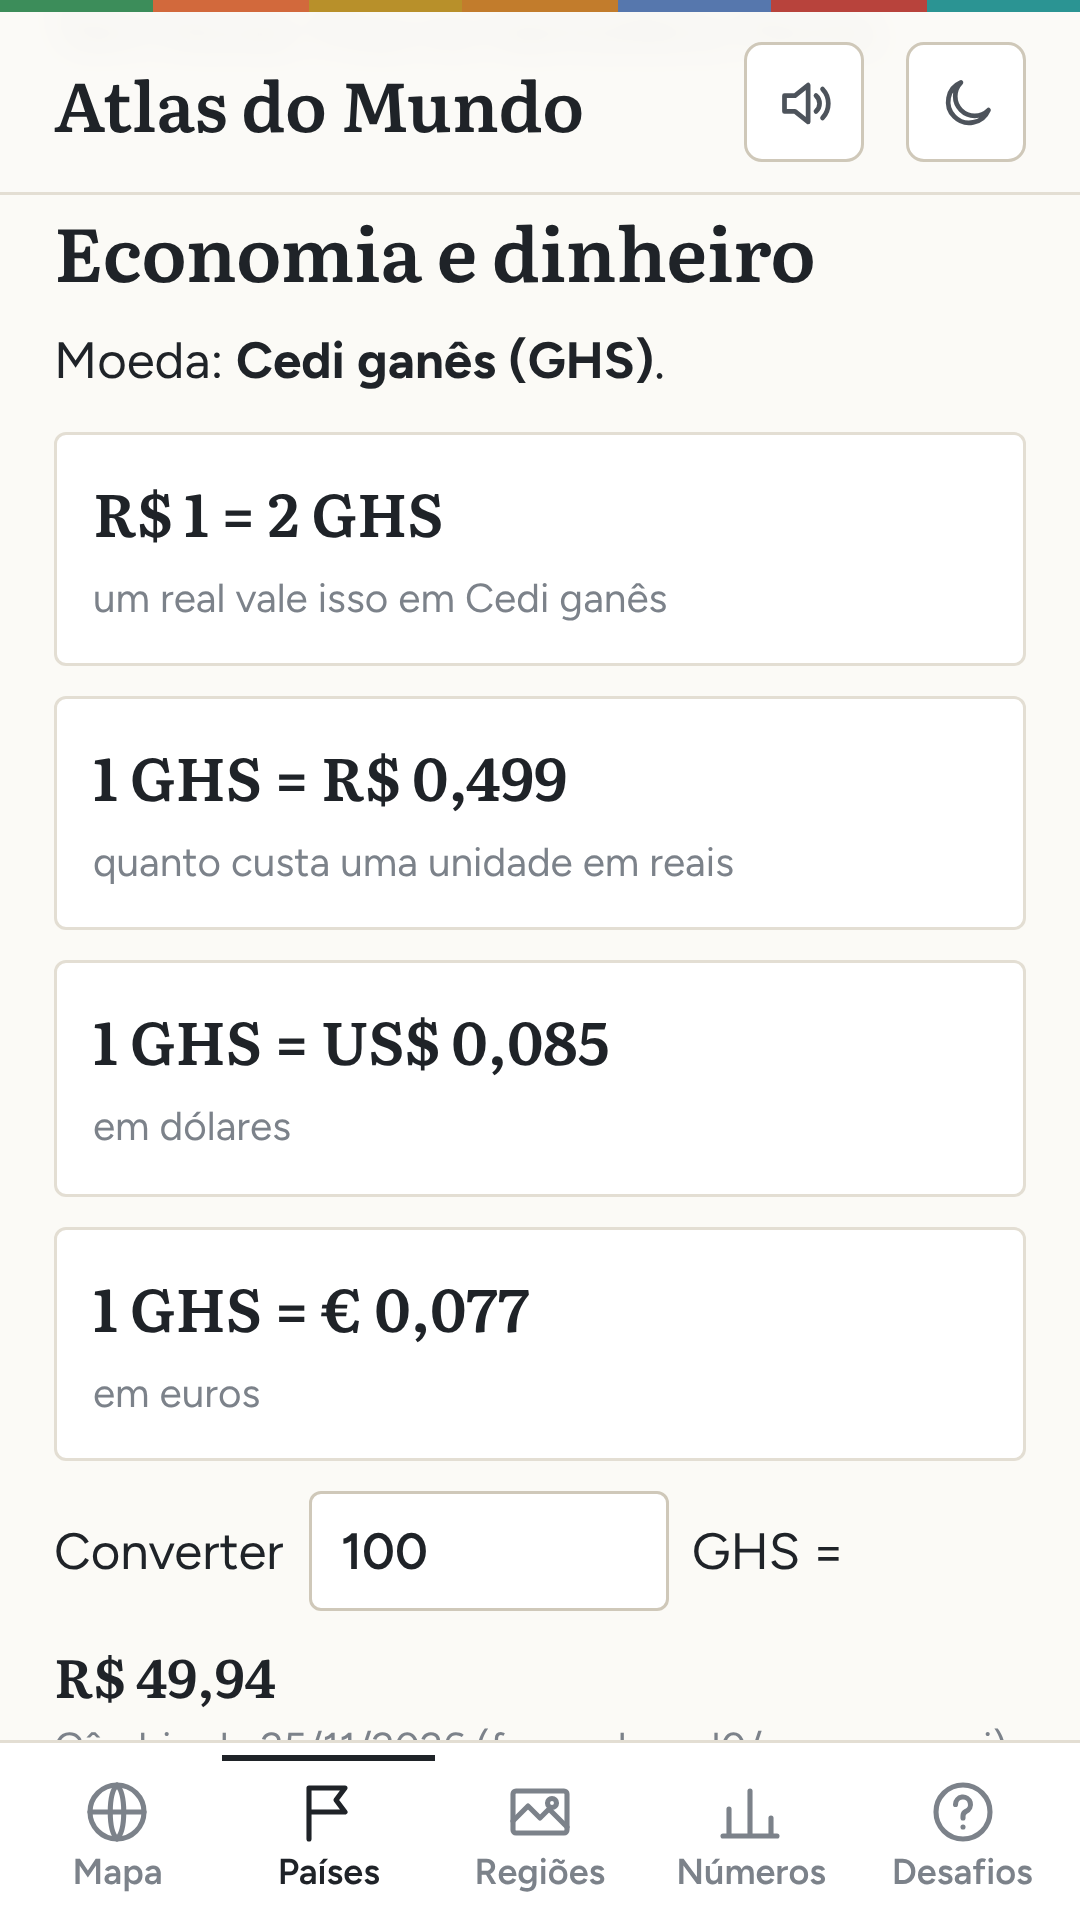 Atlas do Mundo
Economia e dinheiro
Moeda: Cedi ganês (GHS).
R$ 1 = 2 GHS
um real vale isso em Cedi ganês
1 GHS = R$ 0,499
quanto custa uma unidade em reais
1 GHS = US$ 0,085
em dólares
1 GHS = € 0,077
em euros
Converter 100 GHS =
R$ 49,94
Mapa Países Regiões Números Desafios